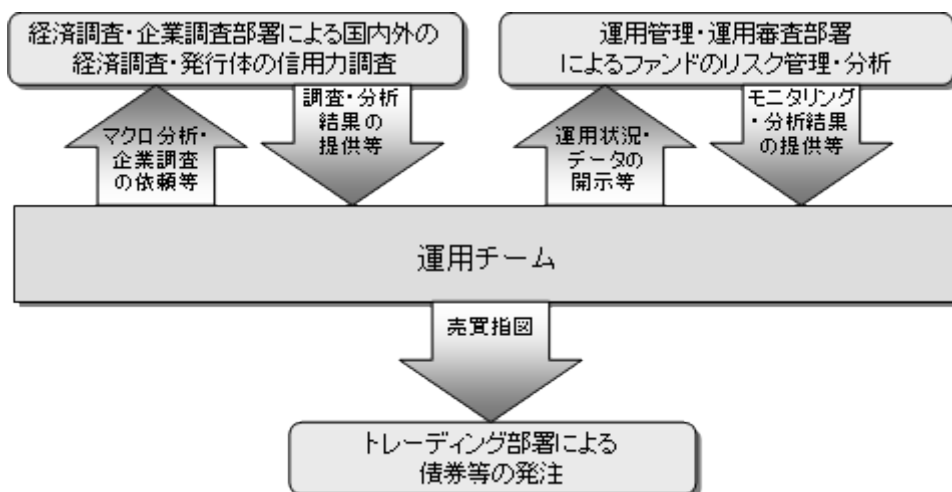 経済調査・企業調査部署による国内外の
経済調査・発行体の信用力調査
運用管理・運用審査部署
によるファンドのリスク管理・分析
マクロ分析・
企業調査
の依頼等
調査・分析
結果の
提供等
運用状況・
データの
開示等
モニタリング
・分析結果
の提供等
運用チーム
売買指図
トレーディング部署による
債券等の発注